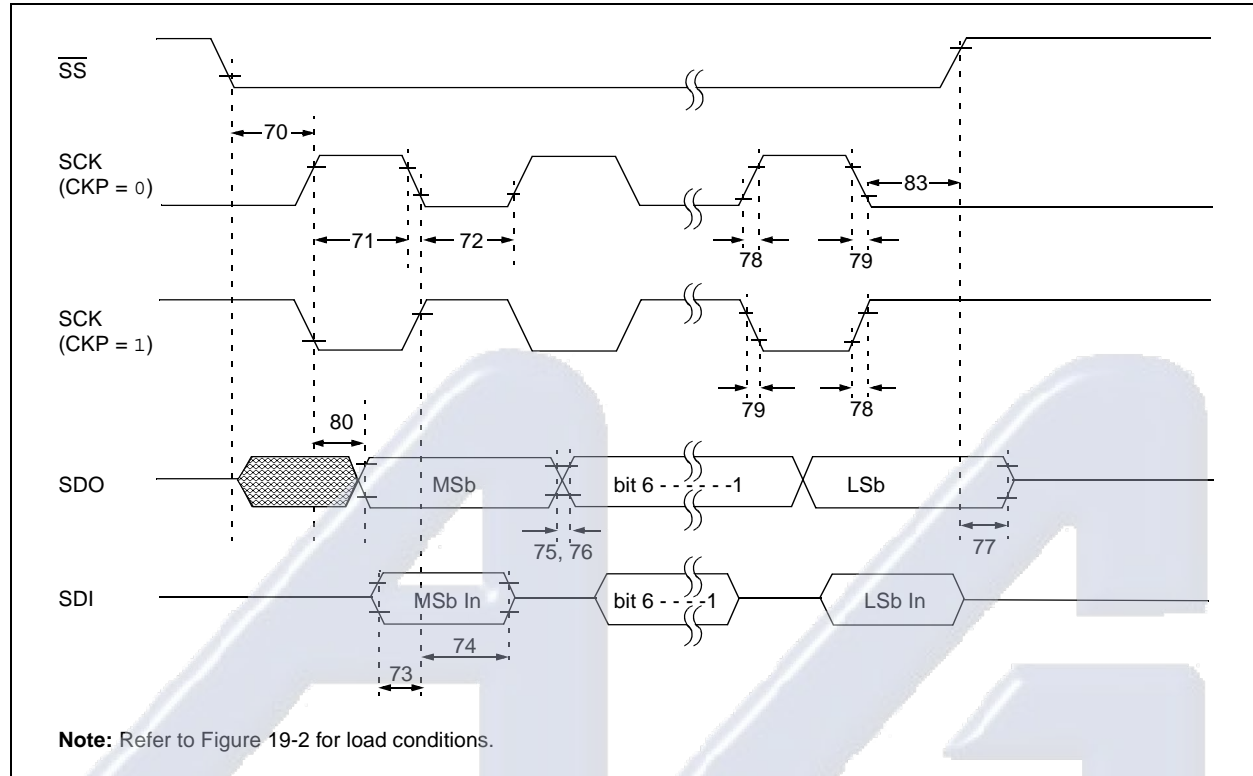 SS
70
SCK
(CKP = 0)
83
71
72
78
79
SCK
(CKP = 1)
79
78
80
SDO
MSb
bit 6 - - - - - -1
LSb
75, 76
77
SDI
MSb In
bit 6 - - - -1
LSb In
74
73
Note: Refer to Figure 19-2 for load conditions.